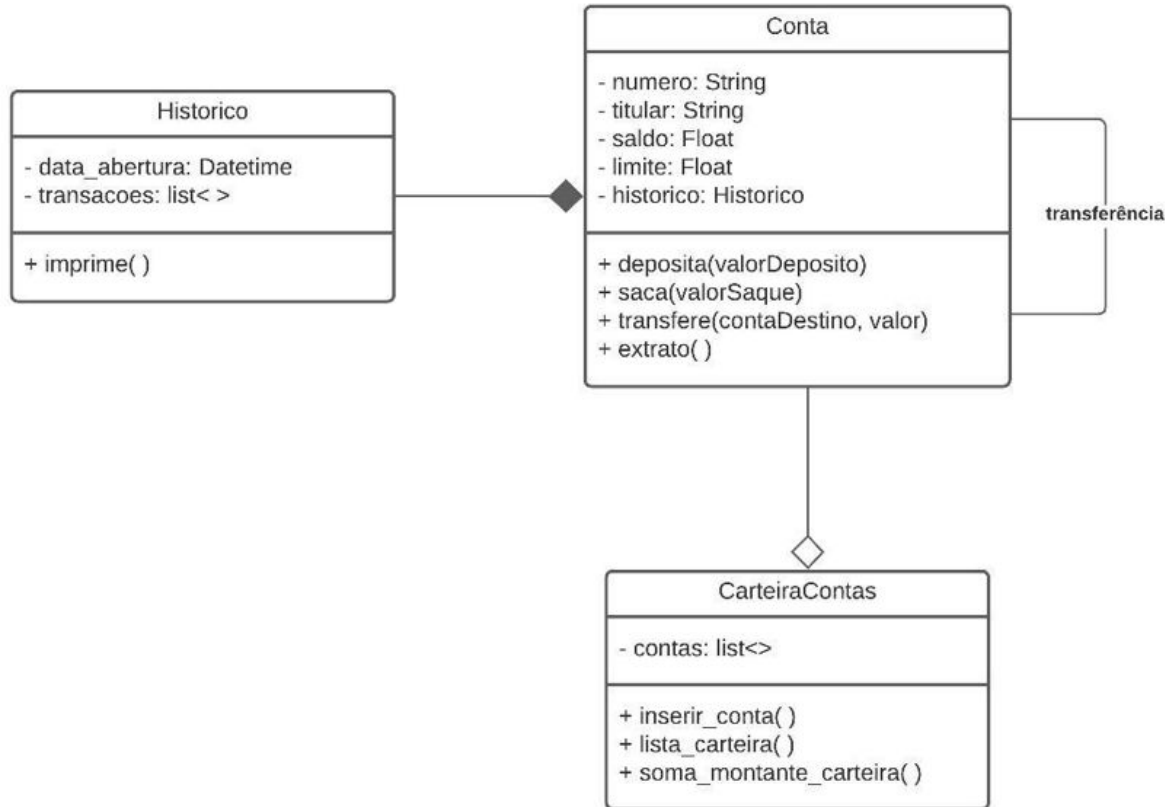 Historico
- data_abertura: Datetime
- transacoes: list< >
+ imprime( )
Conta
- numero: String
- titular: String
- saldo: Float
- limite: Float
- historico: Historico
+ deposita(valorDeposito)
+ saca(valorSaque)
+ transfere(contaDestino, valor)
+ extrato( )
transferência
CarteiraContas
- contas: list<>
+ inserir_conta( )
+ lista_carteira( )
+ soma_montante_carteira( )